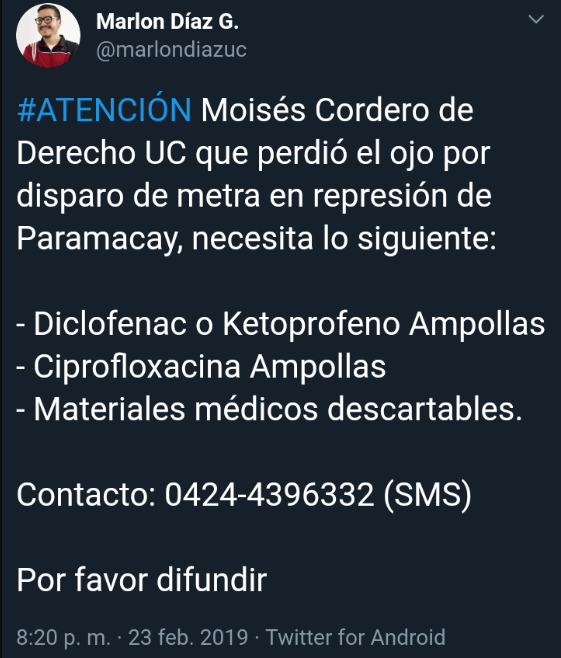 Marlon Díaz G.
@marlondiazuc
#ATENCIÓN Moisés Cordero de
Derecho UC que perdió el ojo por
disparo de metra en represión de
Paramacay, necesita lo siguiente:
- Diclofenac o Ketoprofeno Ampollas
- Ciprofloxacina Ampollas
- Materiales médicos descartables.
Contacto: 0424-4396332 (SMS)
Por favor difundir
8:20 p. m. · 23 feb. 2019 · Twitter for Android